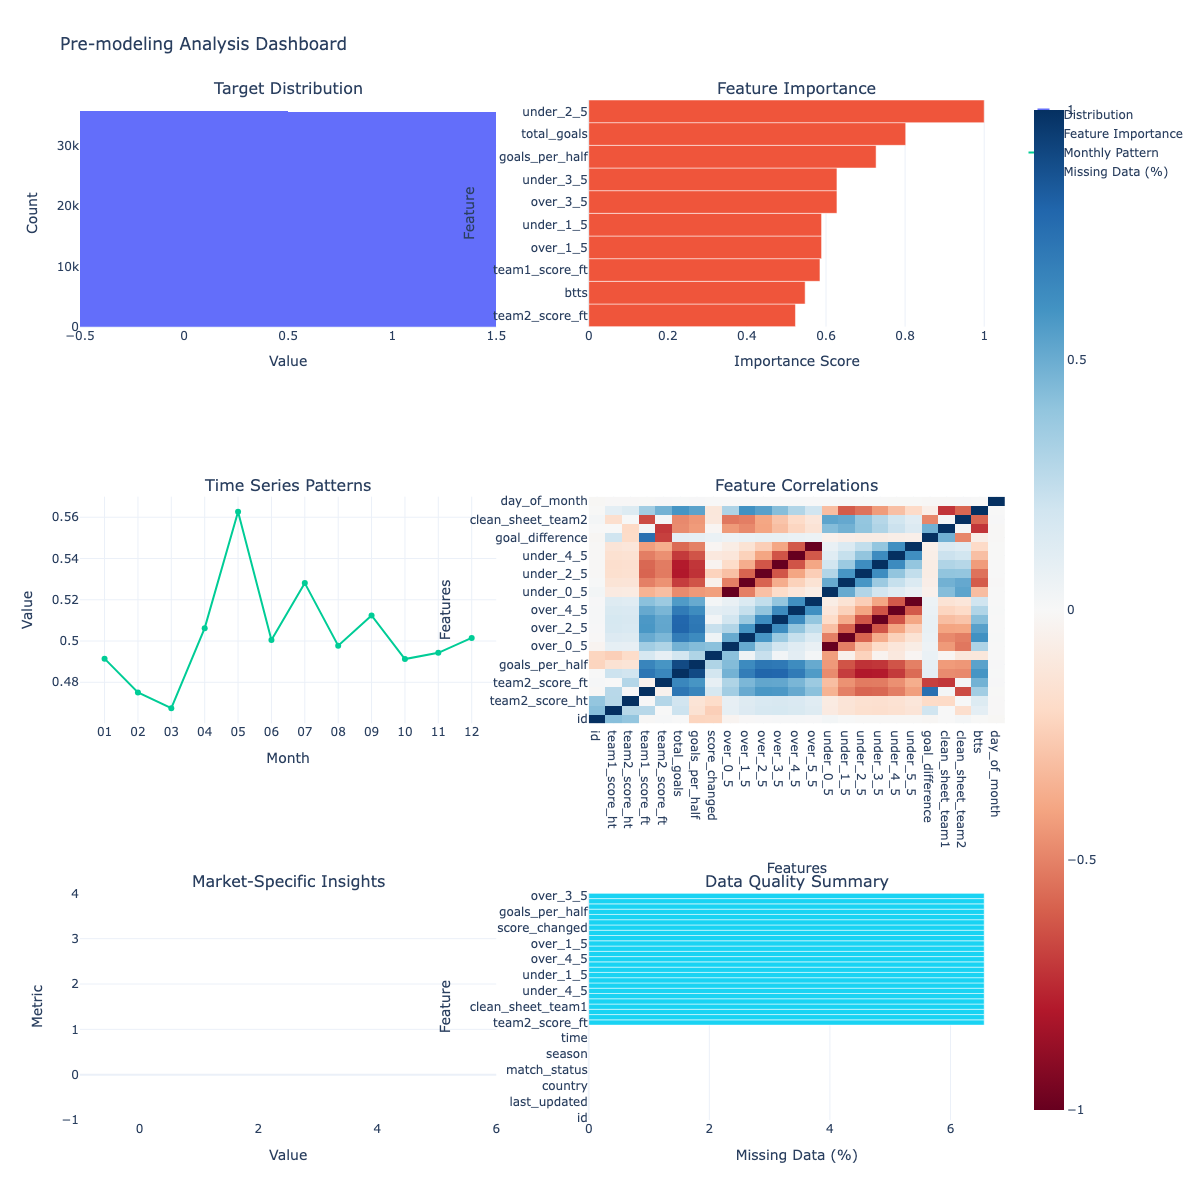 Pre-modeling Analysis Dashboard
Target Distribution
Count
30k
20k
10k
0
−0.5
0
0.5
1
1.5
Value
Feature Importance
Feature
under_2_5
total_goals
goals_per_half
under_3_5
over_3_5
under_1_5
over_1_5
team1_score_ft
btts
team2_score_ft
0
0.2
0.4
0.6
0.8
1
Importance Score
Distribution
Feature Importance
Monthly Pattern
Missing Data (%)
1
0.5
0
−0.5
−1
Time Series Patterns
Value
0.56
0.54
0.52
0.5
0.48
01
02
03
04
05
06
07
08
09
10
11
12
Month
Feature Correlations
Features
day_of_month
clean_sheet_team2
goal_difference
under_4_5
under_2_5
under_0_5
over_4_5
over_2_5
over_0_5
goals_per_half
team2_score_ft
team2_score_ht
id
id
team1_score_ht
team2_score_ht
team1_score_ft
team2_score_ft
total_goals
goals_per_half
score_changed
over_0_5
over_1_5
over_2_5
over_3_5
over_4_5
over_5_5
under_0_5
under_1_5
under_2_5
under_3_5
under_4_5
under_5_5
goal_difference
clean_sheet_team1
clean_sheet_team2
btts
day_of_month
Features
Market-Specific Insights
Metric
4
3
2
1
0
−1
0
2
4
6
Value
Data Quality Summary
Feature
over_3_5
goals_per_half
score_changed
over_1_5
over_4_5
under_1_5
under_4_5
clean_sheet_team1
team2_score_ft
time
season
match_status
country
last_updated
id
0
2
4
6
Missing Data (%)